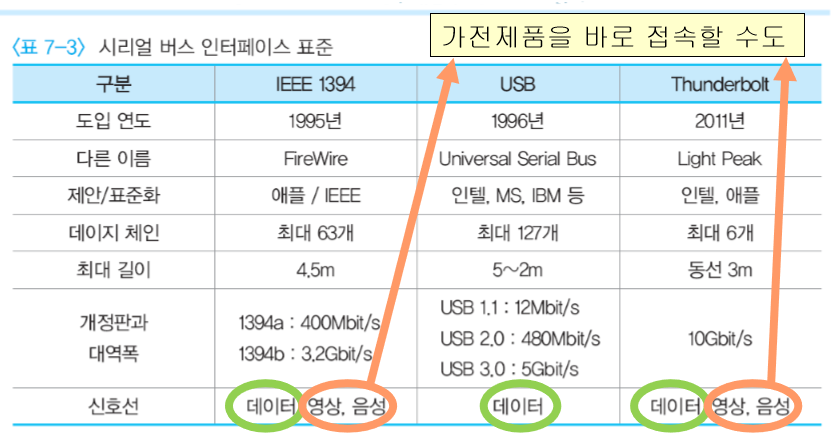 가전제품을 바로 접속할 수도
〈표 7-3〉 시리얼 버스 인터페이스 표준
구분 IEEE 1394 USB Thunderbolt
도입 연도 1995년 1996년 2011년
다른 이름 FireWire Universal Serial Bus Light Peak
제안/표준화 애플 / IEEE 인텔, MS, IBM 등 인텔, 애플
데이지 체인 최대 63개 최대 127개 최대 6개
최대 길이 4.5m 5~2m 동선 3m
개정판과 대역폭 1394a : 400Mbit/s USB 1.1 : 12Mbit/s 10Gbit/s
1394b : 3.2Gbit/s USB 2.0 : 480Mbit/s
USB 3.0 : 5Gbit/s
신호선 데이터 영상, 음성 데이터 데이터 영상, 음성